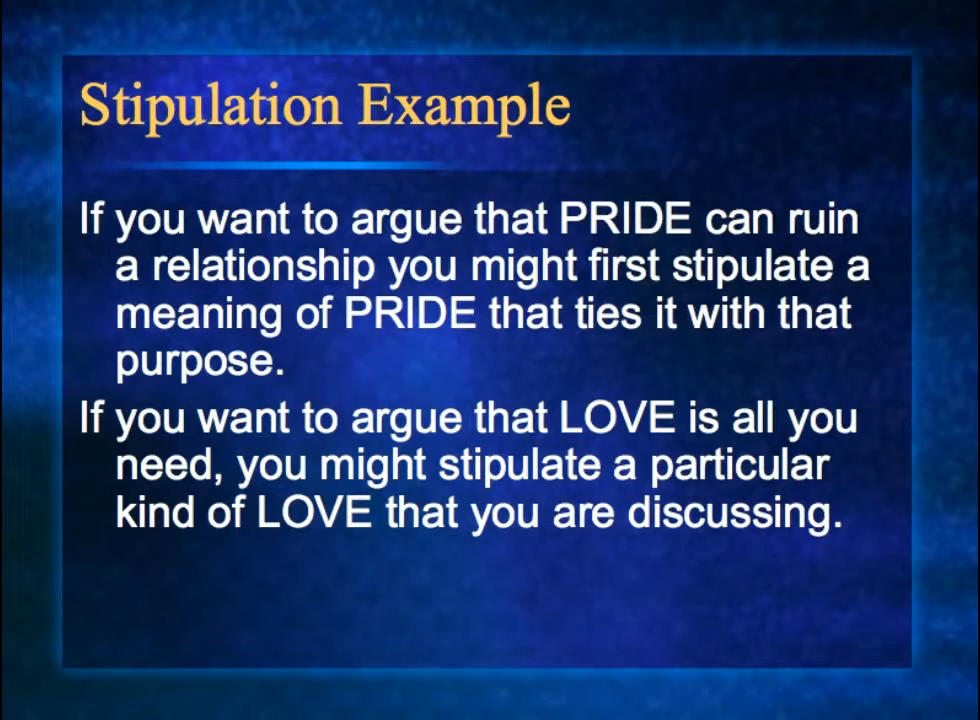 Stipulation Example
If you want to argue that PRIDE can ruin
a relationship you might first stipulate a
meaning of PRIDE that ties it with that
purpose.
If you want to argue that LOVE is all you
need, you might stipulate a particular
kind of LOVE that you are discussing.